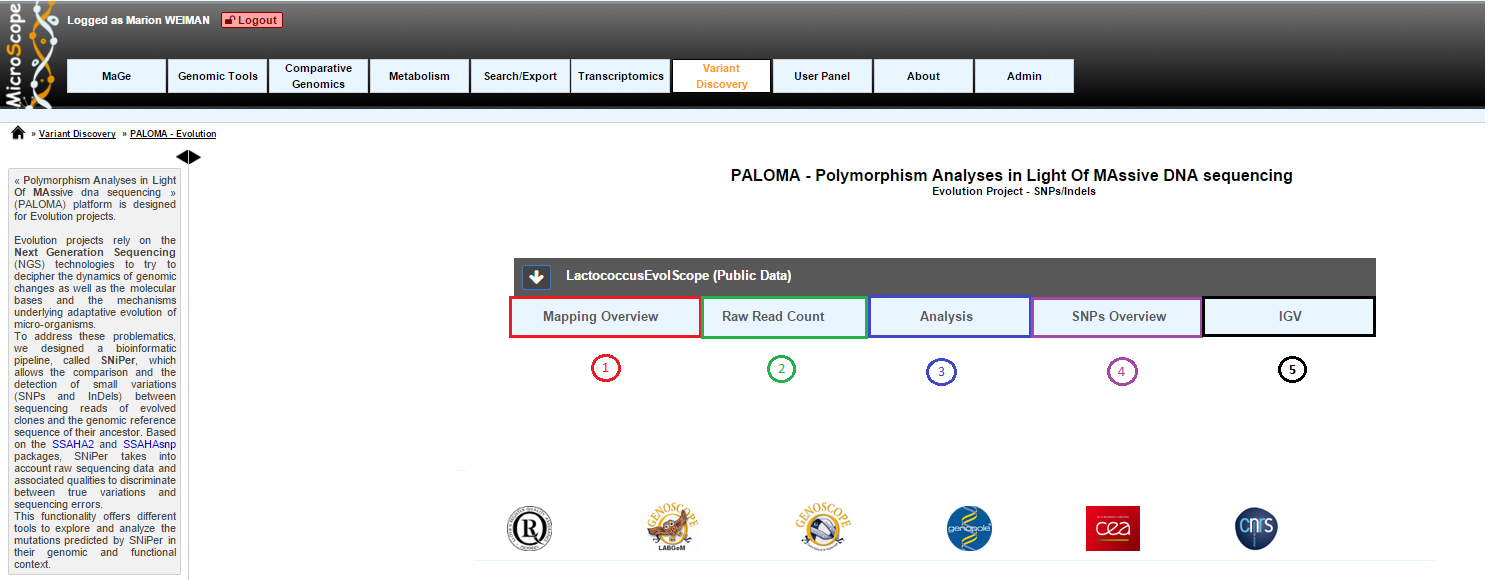 MicroScope
Logged as Marion WEIMAN
Logout
MaGe
Genomic Tools
Comparative
Genomics
Metabolism
Search/Export
Transcriptomics
Variant
Discovery
User Panel
About
Admin
» Variant Discovery » PALOMA - Evolution
« Polymorphism Analyses in Light
Of MAssive dna sequencing »
(PALOMA) platform is designed
for Evolution projects.
Evolution projects rely on the
Next Generation Sequencing
(NGS) technologies to try to
decipher the dynamics of genomic
changes as well as the molecular
bases and the mechanisms
underlying adaptative evolution of
micro-organisms.
To address these problematics,
we designed a bioinformatic
pipeline, called SNiPer, which
allows the comparison and the
detection of small variations
(SNPs and InDels) between
sequencing reads of evolved
clones and the genomic reference
sequence of their ancestor. Based
on the SSAHA2 and SSAHAsnp
packages, SNiPer takes into
account raw sequencing data and
associated qualities to discriminate
between true variations and
sequencing errors.
This functionality offers different
tools to explore and analyze the
mutations predicted by SNiPer in
their genomic and functional
context.
PALOMA - Polymorphism Analyses in Light Of MAssive DNA sequencing
Evolution Project - SNPs/Indels
LactococcusEvolScope (Public Data)
Mapping Overview
Raw Read Count
Analysis
SNPs Overview
IGV
1
2
3
4
5
GENOSCOPE
LABGeM
GENOSCOPE
genopole
cea
cnrs